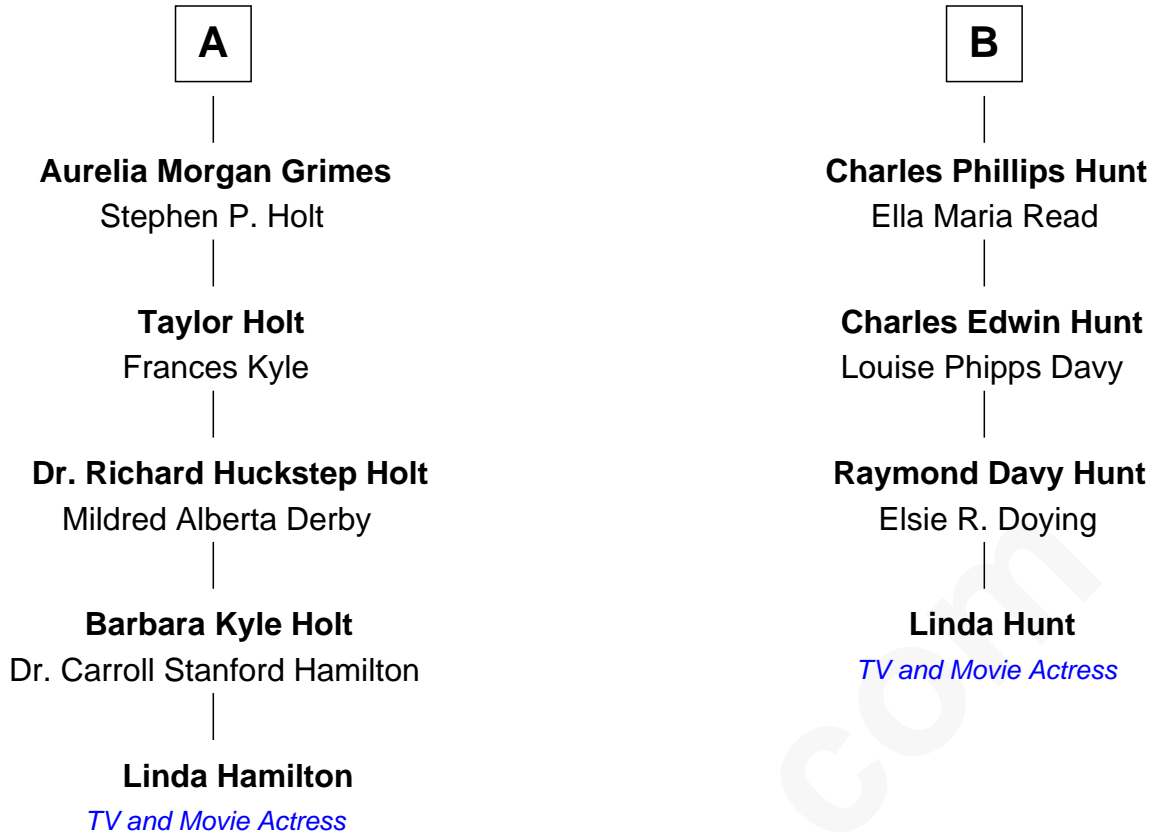 A
Aurelia Morgan Grimes
Stephen P. Holt
Taylor Holt
Frances Kyle
Dr. Richard Huckstep Holt
Mildred Alberta Derby
Barbara Kyle Holt
Dr. Carroll Stanford Hamilton
Linda Hamilton
TV and Movie Actress
B
Charles Phillips Hunt
Ella Maria Read
Charles Edwin Hunt
Louise Phipps Davy
Raymond Davy Hunt
Elsie R. Doying
Linda Hunt
TV and Movie Actress
com